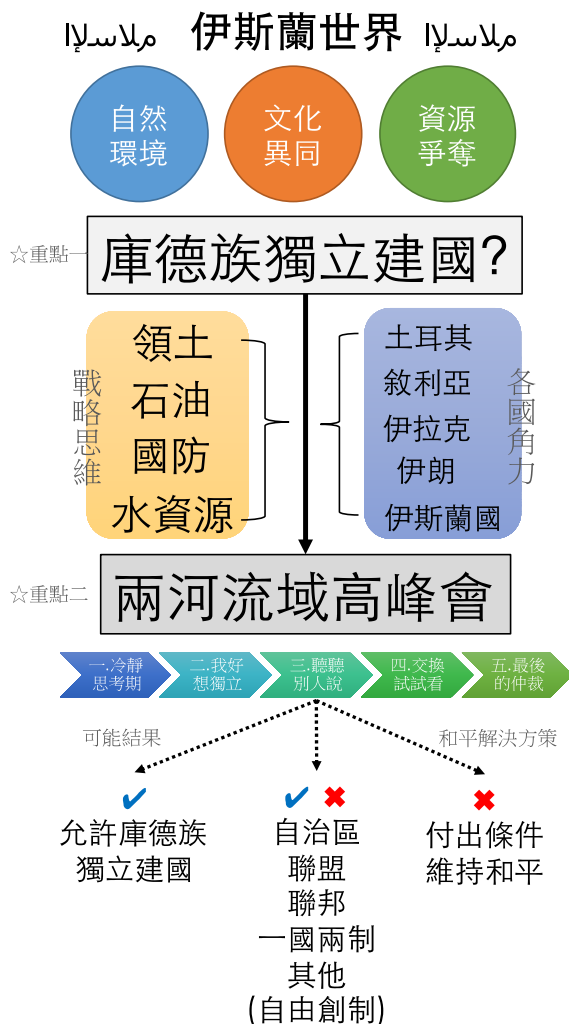 ﻡﻼﺳﻹﺍ 伊斯蘭世界 ﻡﻼﺳﻹﺍ
自然
環境
文化
異同
資源
爭奪
☆重點一
庫德族獨立建國?
戰略思維
領土
石油
國防
水資源
土耳其
敘利亞
伊拉克
伊朗
伊斯蘭國
各國角力
☆重點二
兩河流域高峰會
一.冷靜
思考期
二.我好
想獨立
三.聽聽
別人說
四.交換
試試看
五.最後
的仲裁
可能結果
和平解決方策
✔
允許庫德族
獨立建國
✔ ✖
自治區
聯盟
聯邦
一國兩制
其他
(自由創制)
✖
付出條件
維持和平